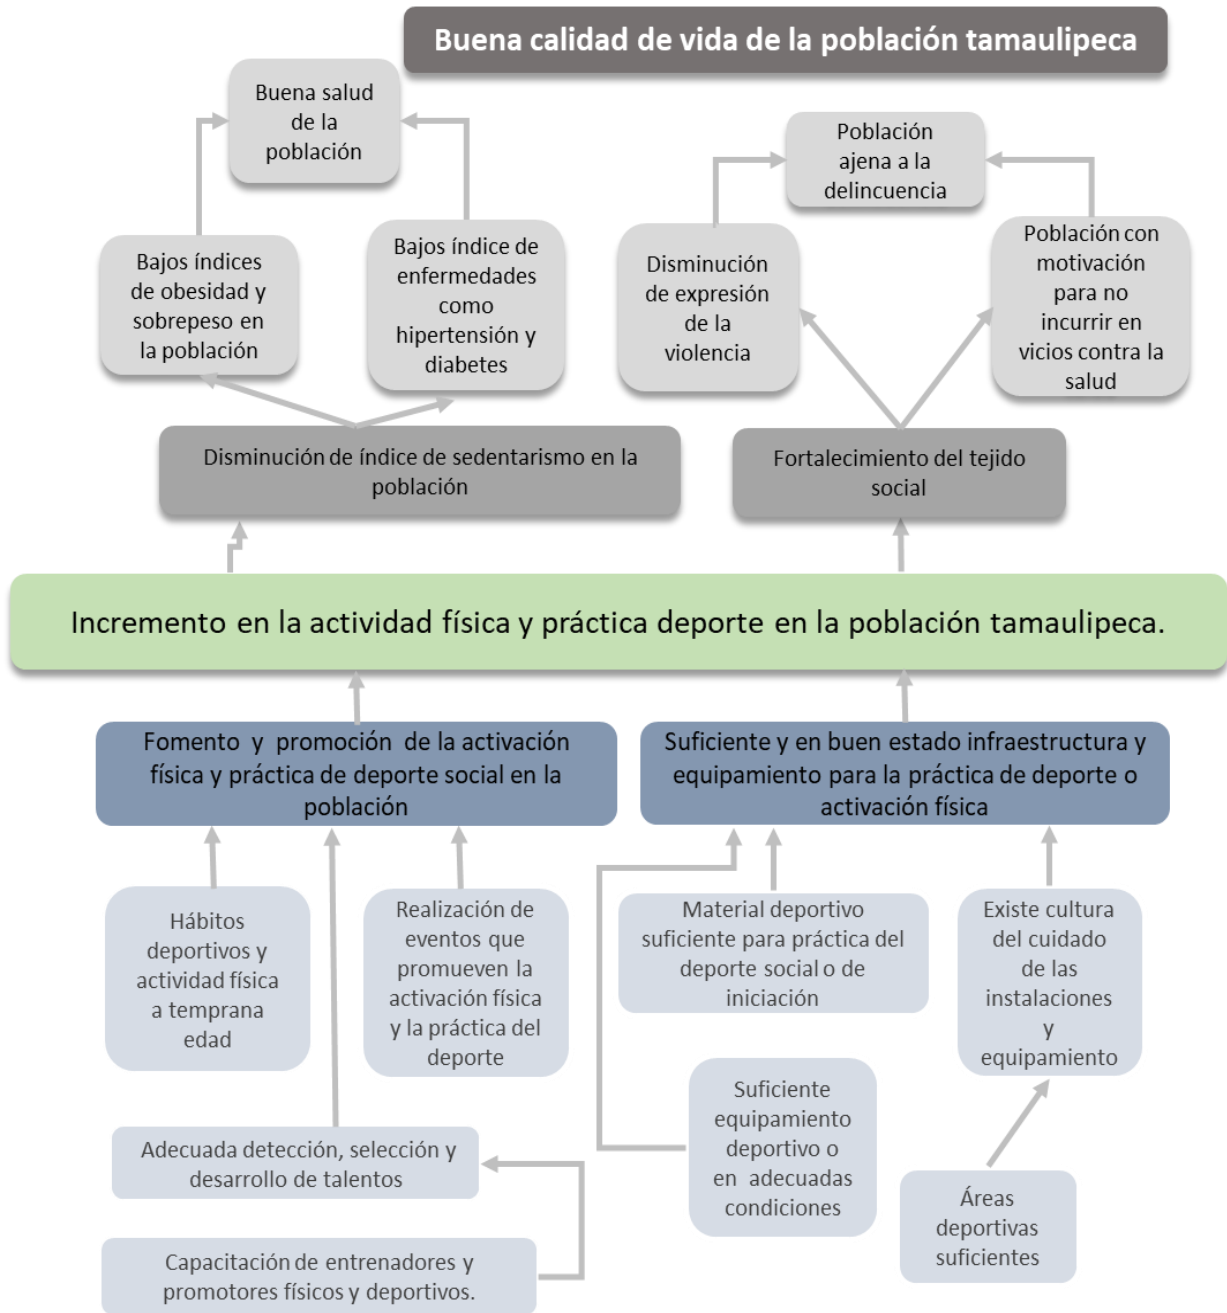 Buena calidad de vida de la población tamaulipeca
Buena salud
de la
población
Población
ajena a la
delincuencia
Bajos índices
de obesidad y
sobrepeso en
la población
Bajos índice de
enfermedades
como
hipertensión y
diabetes
Disminución
de expresión
de la
violencia
Población con
motivación
para no
incurrir en
vicios contra la
salud
Disminución de índice de sedentarismo en la
población
Fortalecimiento del tejido
social
Incremento en la actividad física y práctica deporte en la población tamaulipeca.
Fomento y promoción de la activación
física y práctica de deporte social en la
población
Suficiente y en buen estado infraestructura y
equipamiento para la práctica de deporte o
activación física
Hábitos
deportivos y
actividad física
a temprana
edad
Realización de
eventos que
promueven la
activación física
y la práctica del
deporte
Material deportivo
suficiente para práctica del
deporte social o de
iniciación
Existe cultura
del cuidado
de las
instalaciones
y
equipamiento
Adecuada detección, selección y
desarrollo de talentos
Suficiente
equipamiento
deportivo o
en adecuadas
condiciones
Áreas
deportivas
suficientes
Capacitación de entrenadores y
promotores físicos y deportivos.